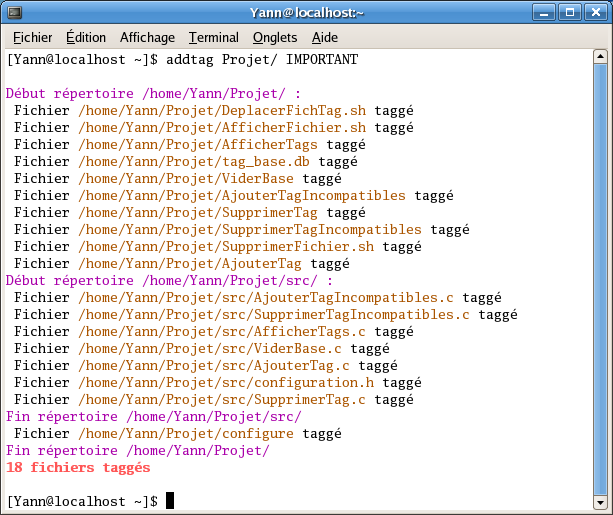 Yann@localhost:~
Fichier Édition Affichage Terminal Onglets Aide
[Yann@localhost ~]$ addtag Projet/ IMPORTANT
Début répertoire /home/Yann/Projet/ :
Fichier /home/Yann/Projet/DeplacerFichTag.sh taggé
Fichier /home/Yann/Projet/AfficherFichier.sh taggé
Fichier /home/Yann/Projet/AfficherTags taggé
Fichier /home/Yann/Projet/tag_base.db taggé
Fichier /home/Yann/Projet/ViderBase taggé
Fichier /home/Yann/Projet/AjouterTagIncompatibles taggé
Fichier /home/Yann/Projet/SupprimerTag taggé
Fichier /home/Yann/Projet/SupprimerTagIncompatibles taggé
Fichier /home/Yann/Projet/SupprimerFichier.sh taggé
Fichier /home/Yann/Projet/AjouterTag taggé
Début répertoire /home/Yann/Projet/src/ :
Fichier /home/Yann/Projet/src/AjouterTagIncompatibles.c taggé
Fichier /home/Yann/Projet/src/SupprimerTagIncompatibles.c taggé
Fichier /home/Yann/Projet/src/AfficherTags.c taggé
Fichier /home/Yann/Projet/src/ViderBase.c taggé
Fichier /home/Yann/Projet/src/AjouterTag.c taggé
Fichier /home/Yann/Projet/src/configuration.h taggé
Fichier /home/Yann/Projet/src/SupprimerTag.c taggé
Fin répertoire /home/Yann/Projet/src/
Fichier /home/Yann/Projet/configure taggé
Fin répertoire /home/Yann/Projet/
18 fichiers taggés
[Yann@localhost ~]$